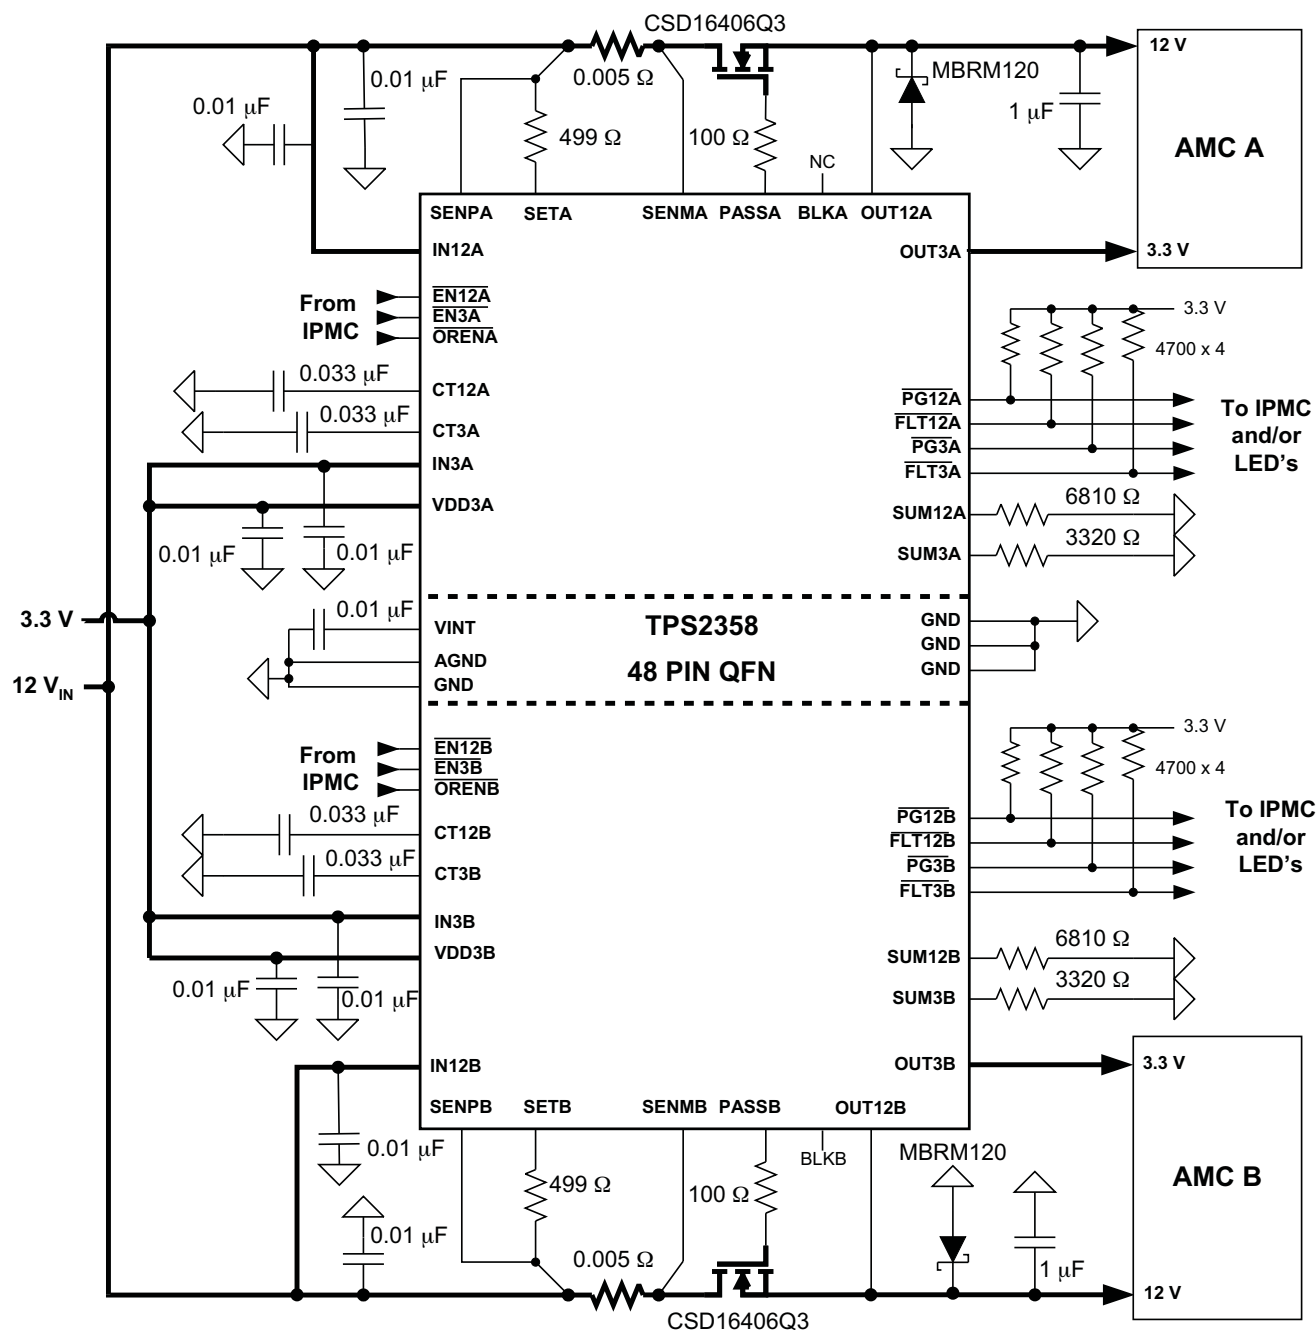 CSD16406Q3
0.01 μF
0.01 μF
0.005 Ω
499 Ω
100 Ω
NC
MBRM120
1 μF
12 V
AMC A
3.3 V
SENPA
SETA
SENMA
PASSA
BLKA
OUT12A
IN12A
OUT3A
From
IPMC
EN12A
EN3A
ORENA
3.3 V
4700 x 4
0.033 μF
CT12A
0.033 μF
CT3A
PG12A
FLT12A
PG3A
FLT3A
To IPMC
and/or
LED's
IN3A
VDD3A
0.01 μF
0.01 μF
SUM12A
6810 Ω
SUM3A
3320 Ω
3.3 V
12 VIN
0.01 μF
VINT
AGND
GND
TPS2358
48 PIN QFN
GND
GND
GND
From
IPMC
EN12B
EN3B
ORENB
3.3 V
4700 x 4
0.033 μF
CT12B
0.033 μF
CT3B
PG12B
FLT12B
PG3B
FLT3B
To IPMC
and/or
LED's
IN3B
VDD3B
0.01 μF
0.01 μF
SUM12B
6810 Ω
SUM3B
3320 Ω
IN12B
OUT3B
3.3 V
SENPB
SETB
SENMB
PASSB
OUT12B
BLKB
0.01 μF
0.01 μF
499 Ω
100 Ω
0.005 Ω
MBRM120
1 μF
AMC B
12 V
CSD16406Q3